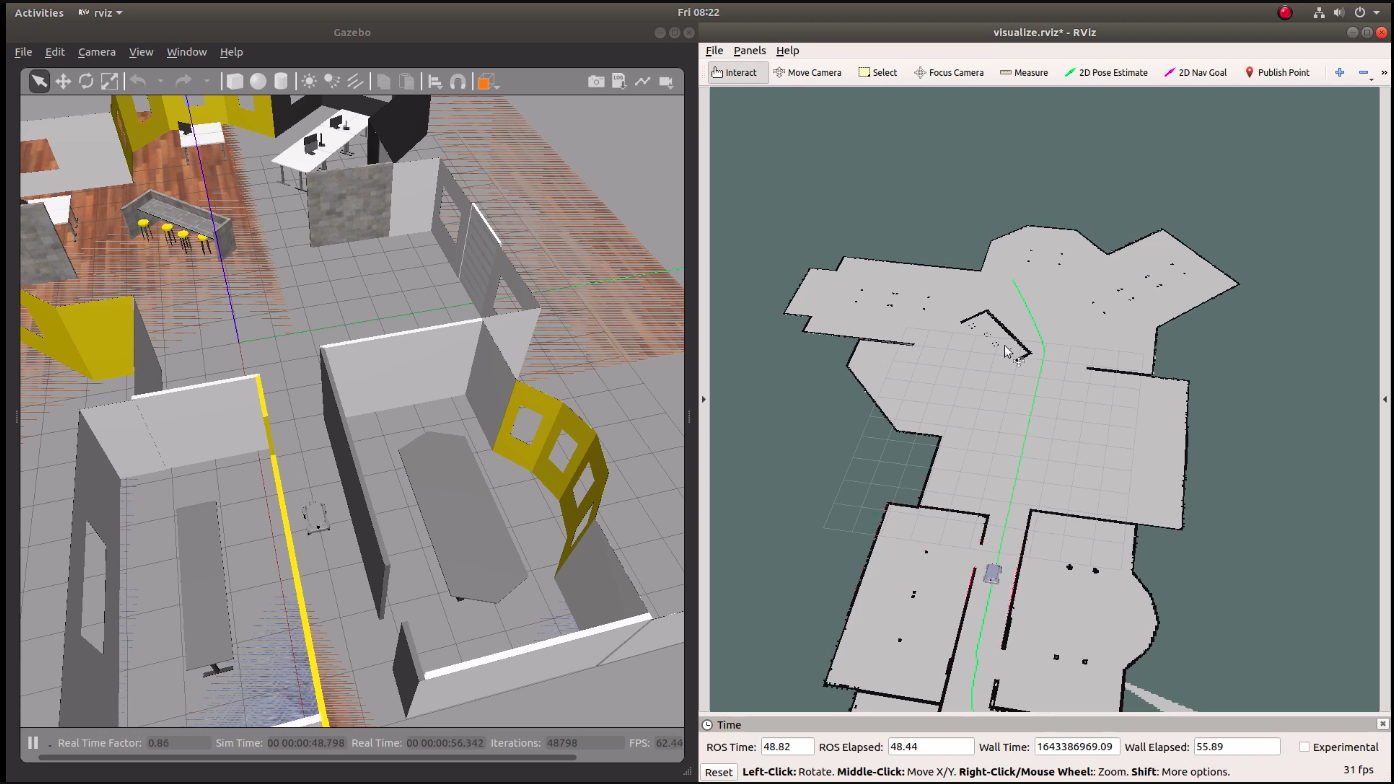 Activities rviz Fri 08:22
Gazebo
File Edit Camera View Window Help
Real Time Factor: 0.86 Sim Time: 00 00:00:48.798 Real Time: 00 00:00:56.342 Iterations: 48798 FPS: 62.44
visualize.rviz* - RViz
File Panels Help
Interact Move Camera Select Focus Camera Measure 2D Pose Estimate 2D Nav Goal Publish Point »
Time
ROS Time: 48.82 ROS Elapsed: 48.44 Wall Time: 1643386969.09 Wall Elapsed: 55.89 Experimental
Reset Left-Click: Rotate. Middle-Click: Move X/Y. Right-Click/Mouse Wheel:: Zoom. Shift: More options. 31 fps